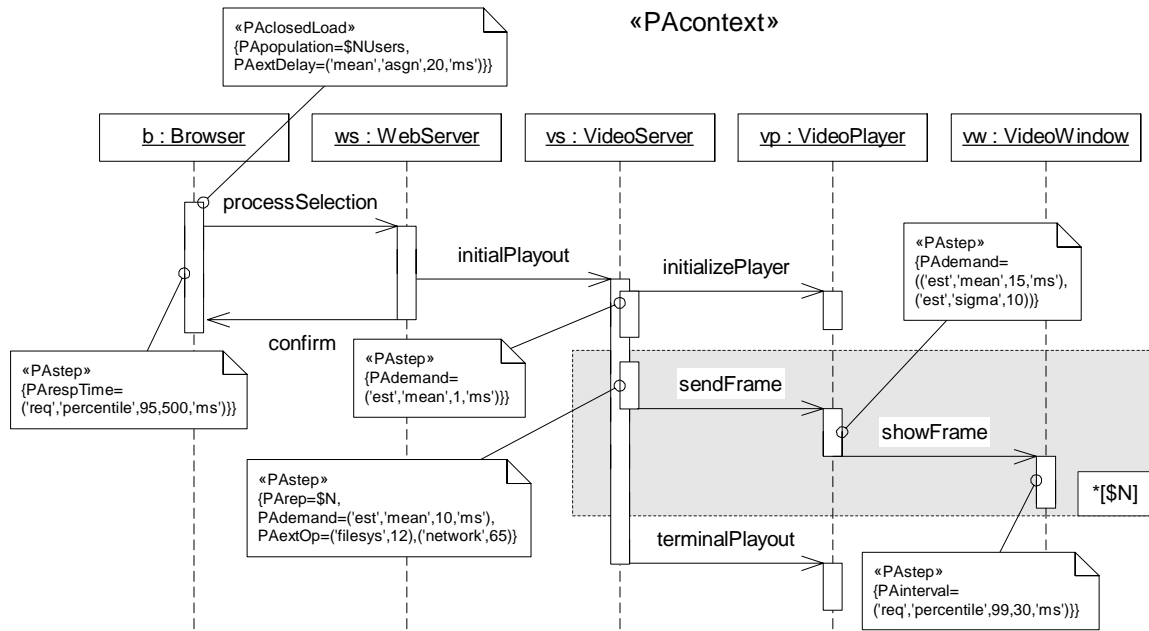 «PAcontext»
«PAclosedLoad»
{PApopulation=$NUsers,
PAextDelay=('mean','asgn',20,'ms')}}
b : Browser
ws : WebServer
vs : VideoServer
vp : VideoPlayer
vw : VideoWindow
processSelection
initialPlayout
initializePlayer
confirm
«PAstep»
{PAdemand=
(('est','mean',15,'ms'),
('est','sigma',10))}
«PAstep»
{PArespTime=
('req','percentile',95,500,'ms')}}
«PAstep»
{PAdemand=
('est','mean',1,'ms')}}
sendFrame
showFrame
*[$N]
«PAstep»
{PArep=$N,
PAdemand=('est','mean',10,'ms'),
PAextOp=('filesys',12),('network',65)}
terminalPlayout
«PAstep»
{PAinterval=
('req','percentile',99,30,'ms')}}